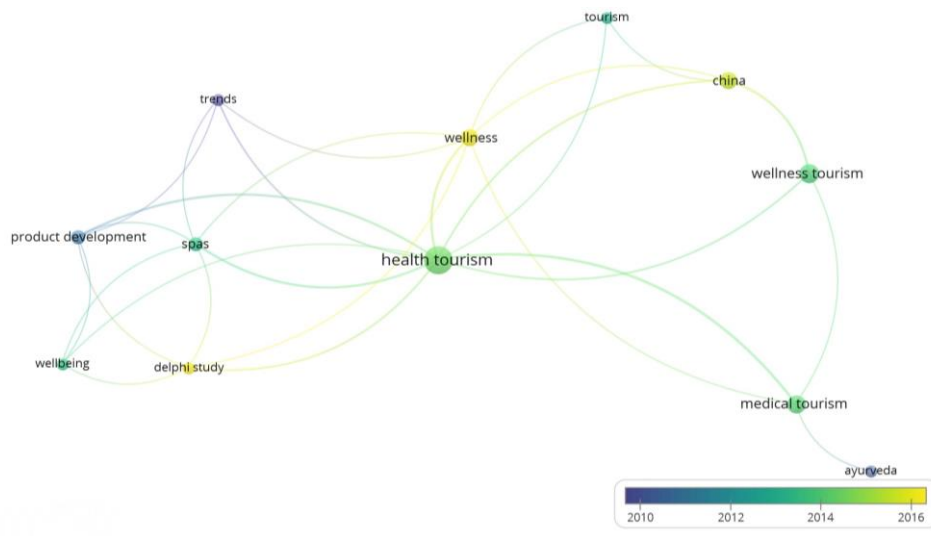 tourism
china
trends
wellness
wellness tourism
product development
spas
health tourism
wellbeing
delphi study
medical tourism
ayurveda
2010 2012 2014 2016